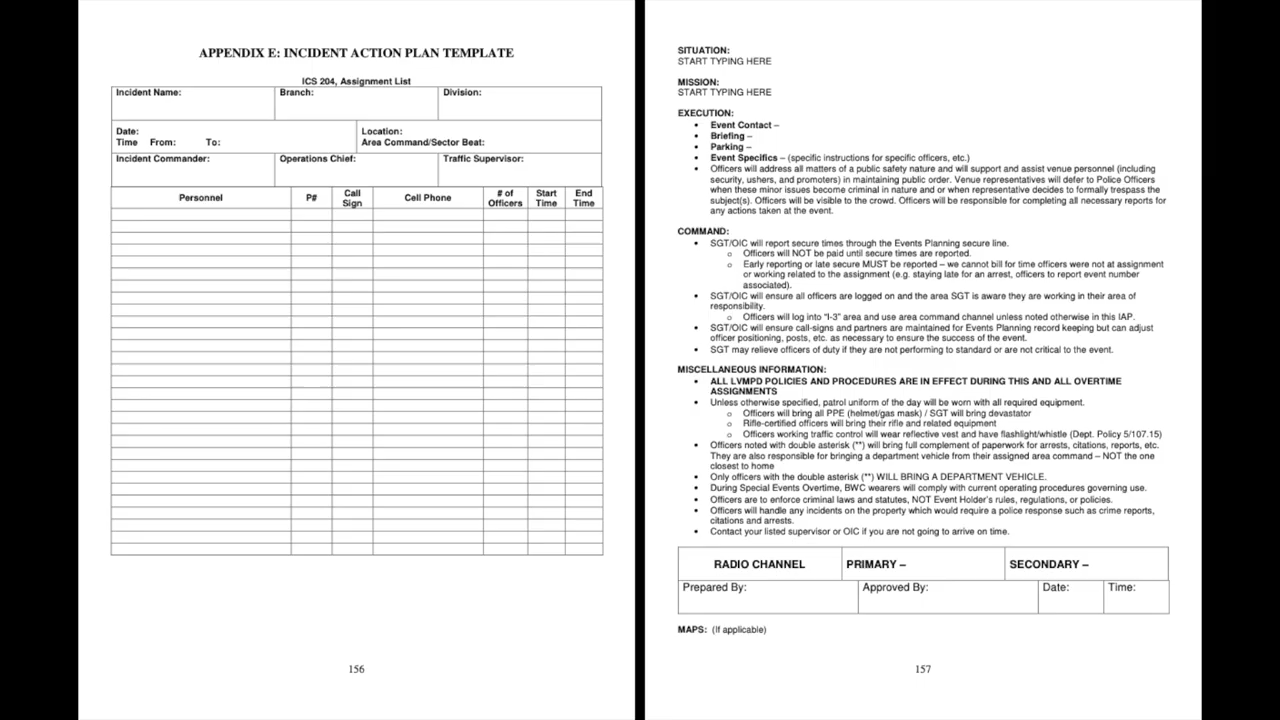 APPENDIX E: INCIDENT ACTION PLAN TEMPLATE
ICS 204, Assignment List
Incident Name: Branch: Division:
Date: Location:
Time From: To: Area Command/Sector Beat:
Incident Commander: Operations Chief: Traffic Supervisor:
Personnel P# Call Sign Cell Phone # of Officers Start Time End Time
156
SITUATION:
START TYPING HERE
MISSION:
START TYPING HERE
EXECUTION:
• Event Contact –
• Briefing –
• Parking –
• Event Specifics – (specific instructions for specific officers, etc.)
• Officers will address all matters of a public safety nature and will support and assist venue personnel (including
security, ushers, and promoters) in maintaining public order. Venue representatives will defer to Police Officers
when these minor issues become criminal in nature and or when representative decides to formally trespass the
subject(s). Officers will be visible to the crowd. Officers will be responsible for completing all necessary reports for
any actions taken at the event.
COMMAND:
• SGT/OIC will report secure times through the Events Planning secure line.
o Officers will NOT be paid until secure times are reported.
o Early reporting or late secure MUST be reported – we cannot bill for time officers were not at assignment
or working related to the assignment (e.g. staying late for an arrest, officers to report event number
associated).
• SGT/OIC will ensure all officers are logged on and the area SGT is aware they are working in their area of
responsibility.
o Officers will log into "I-3" area and use area command channel unless noted otherwise in this IAP.
• SGT/OIC will ensure call-signs and partners are maintained for Events Planning record keeping but can adjust
officer positioning, posts, etc. as necessary to ensure the success of the event.
• SGT may relieve officers of duty if they are not performing to standard or are not critical to the event.
MISCELLANEOUS INFORMATION:
• ALL LVMPD POLICIES AND PROCEDURES ARE IN EFFECT DURING THIS AND ALL OVERTIME
ASSIGNMENTS
• Unless otherwise specified, patrol uniform of the day will be worn with all required equipment.
o Officers will bring all PPE (helmet/gas mask) / SGT will bring devastator
o Rifle-certified officers will bring their rifle and related equipment
o Officers working traffic control will wear reflective vest and have flashlight/whistle (Dept. Policy 5/107.15)
• Officers noted with double asterisk (**) will bring full complement of paperwork for arrests, citations, reports, etc.
They are also responsible for bringing a department vehicle from their assigned area command – NOT the one
closest to home
• Only officers with the double asterisk (**) WILL BRING A DEPARTMENT VEHICLE.
• During Special Events Overtime, BWC wearers will comply with current operating procedures governing use.
• Officers are to enforce criminal laws and statutes, NOT Event Holder's rules, regulations, or policies.
• Officers will handle any incidents on the property which would require a police response such as crime reports,
citations and arrests.
• Contact your listed supervisor or OIC if you are not going to arrive on time.
RADIO CHANNEL PRIMARY – SECONDARY –
Prepared By: Approved By: Date: Time:
MAPS: (If applicable)
157